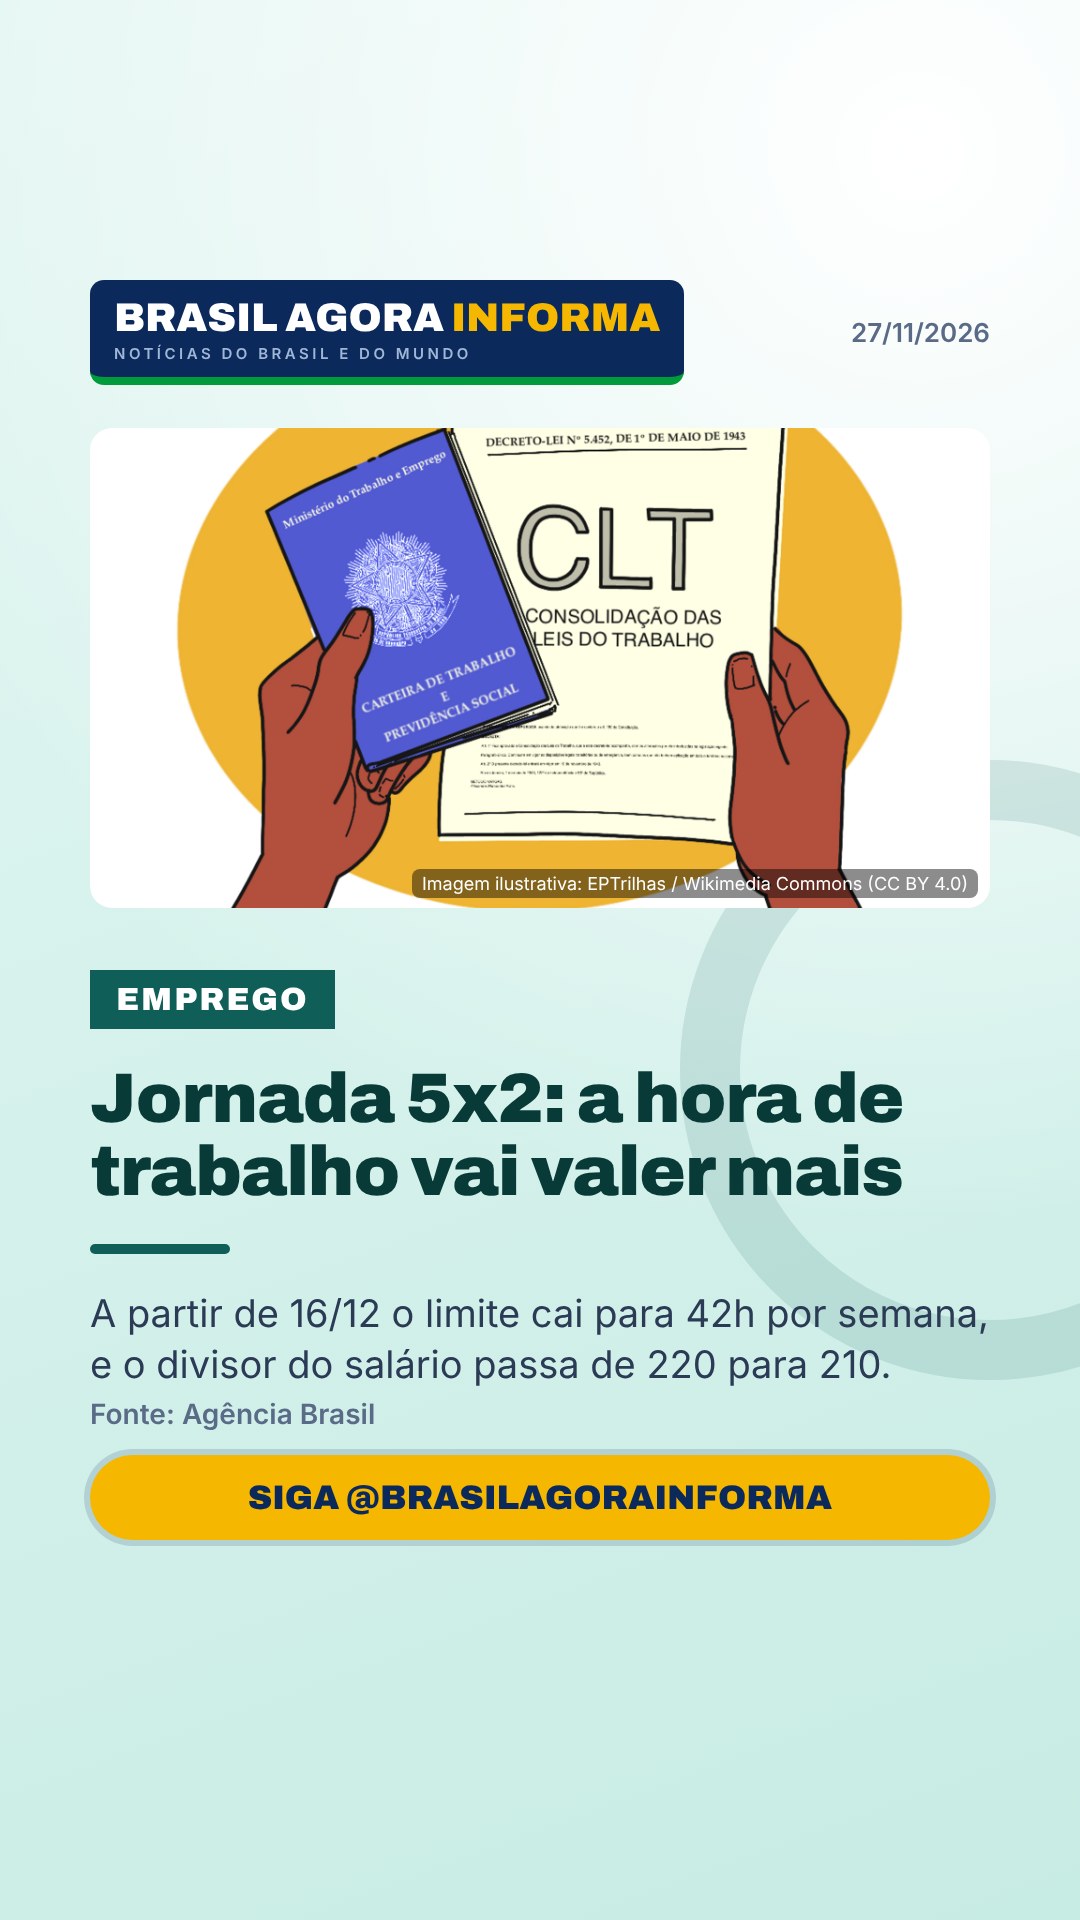 BRASIL AGORA INFORMA
NOTÍCIAS DO BRASIL E DO MUNDO
27/11/2026
DECRETO-LEI Nº 5.452, DE 1º DE MAIO DE 1943
Ministério do Trabalho e Emprego
CLT
CONSOLIDAÇÃO DAS
LEIS DO TRABALHO
CARTEIRA DE TRABALHO
E
PREVIDÊNCIA SOCIAL
Imagem ilustrativa: EPTrilhas / Wikimedia Commons (CC BY 4.0)
EMPREGO
Jornada 5x2: a hora de
trabalho vai valer mais
A partir de 16/12 o limite cai para 42h por semana,
e o divisor do salário passa de 220 para 210.
Fonte: Agência Brasil
SIGA @BRASILAGORAINFORMA